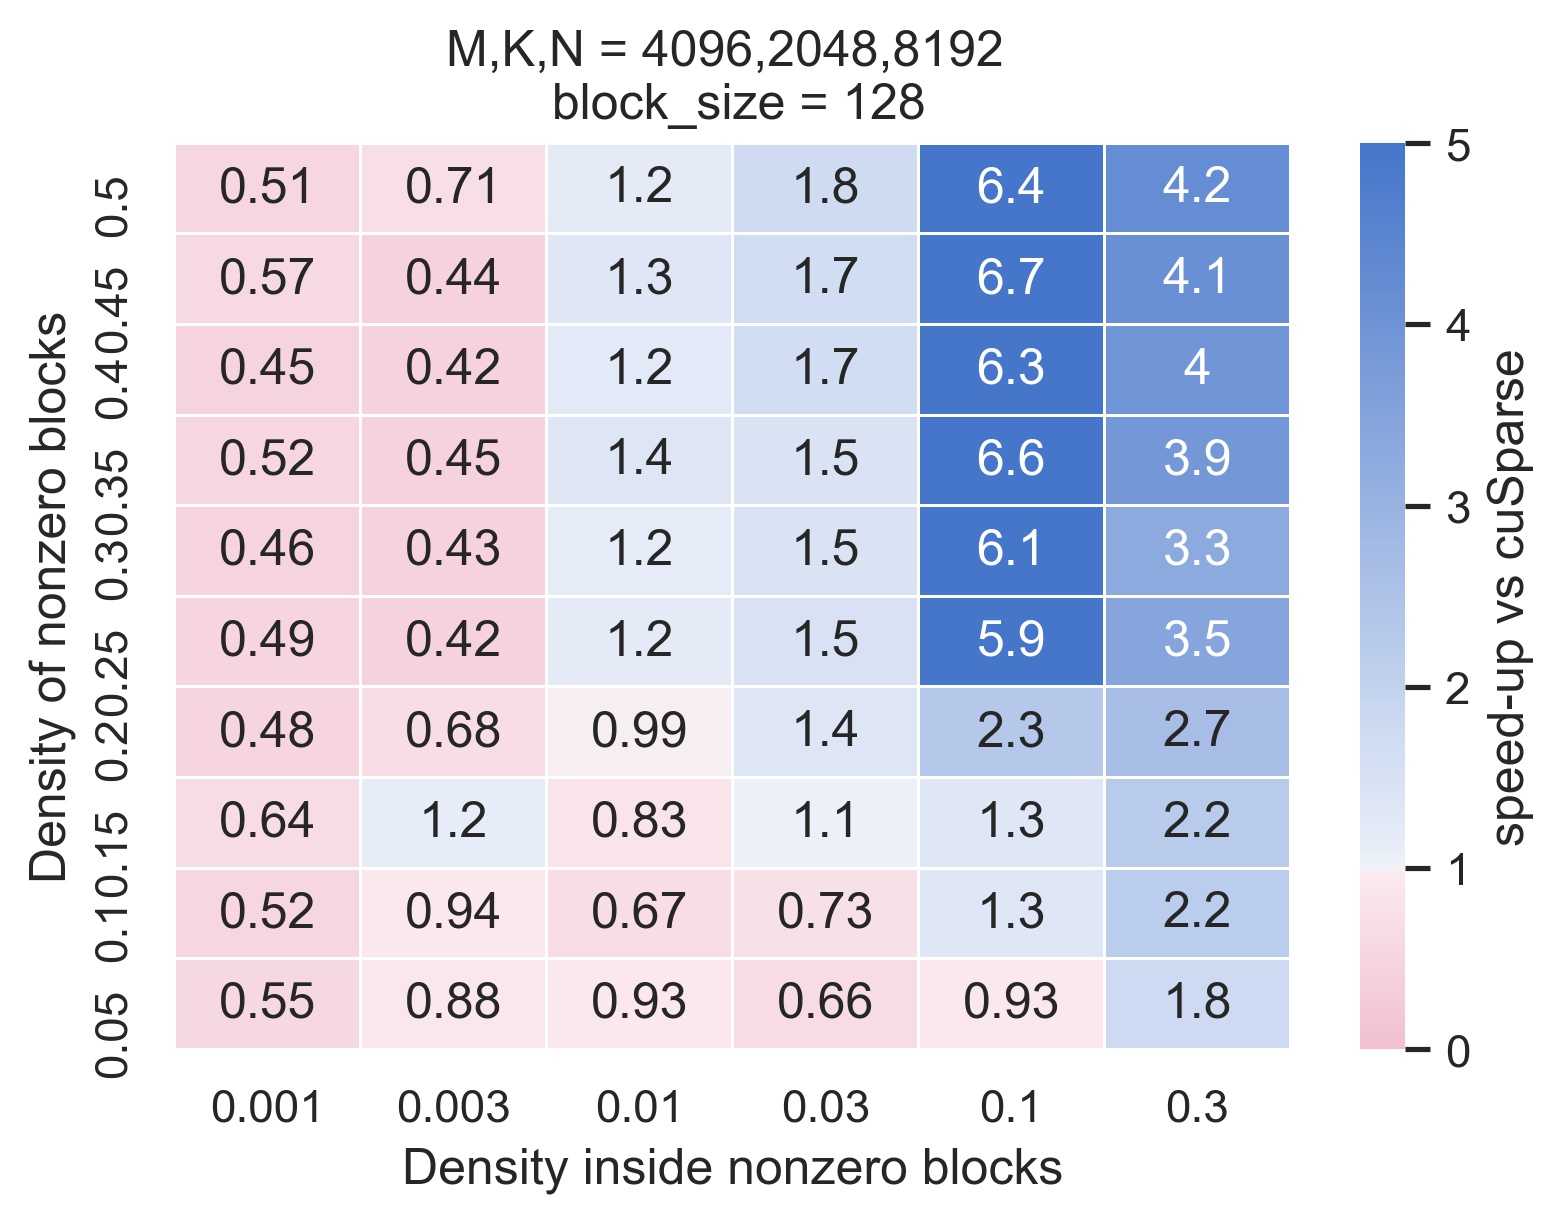 M,K,N = 4096,2048,8192
block_size = 128
Density of nonzero blocks
0.5 0.51 0.71 1.2 1.8 6.4 4.2
0.45 0.57 0.44 1.3 1.7 6.7 4.1
0.4 0.45 0.42 1.2 1.7 6.3 4
0.35 0.52 0.45 1.4 1.5 6.6 3.9
0.3 0.46 0.43 1.2 1.5 6.1 3.3
0.25 0.49 0.42 1.2 1.5 5.9 3.5
0.2 0.48 0.68 0.99 1.4 2.3 2.7
0.15 0.64 1.2 0.83 1.1 1.3 2.2
0.1 0.52 0.94 0.67 0.73 1.3 2.2
0.05 0.55 0.88 0.93 0.66 0.93 1.8
0.001 0.003 0.01 0.03 0.1 0.3
Density inside nonzero blocks
5
4
3
2
1
0
speed-up vs cuSparse